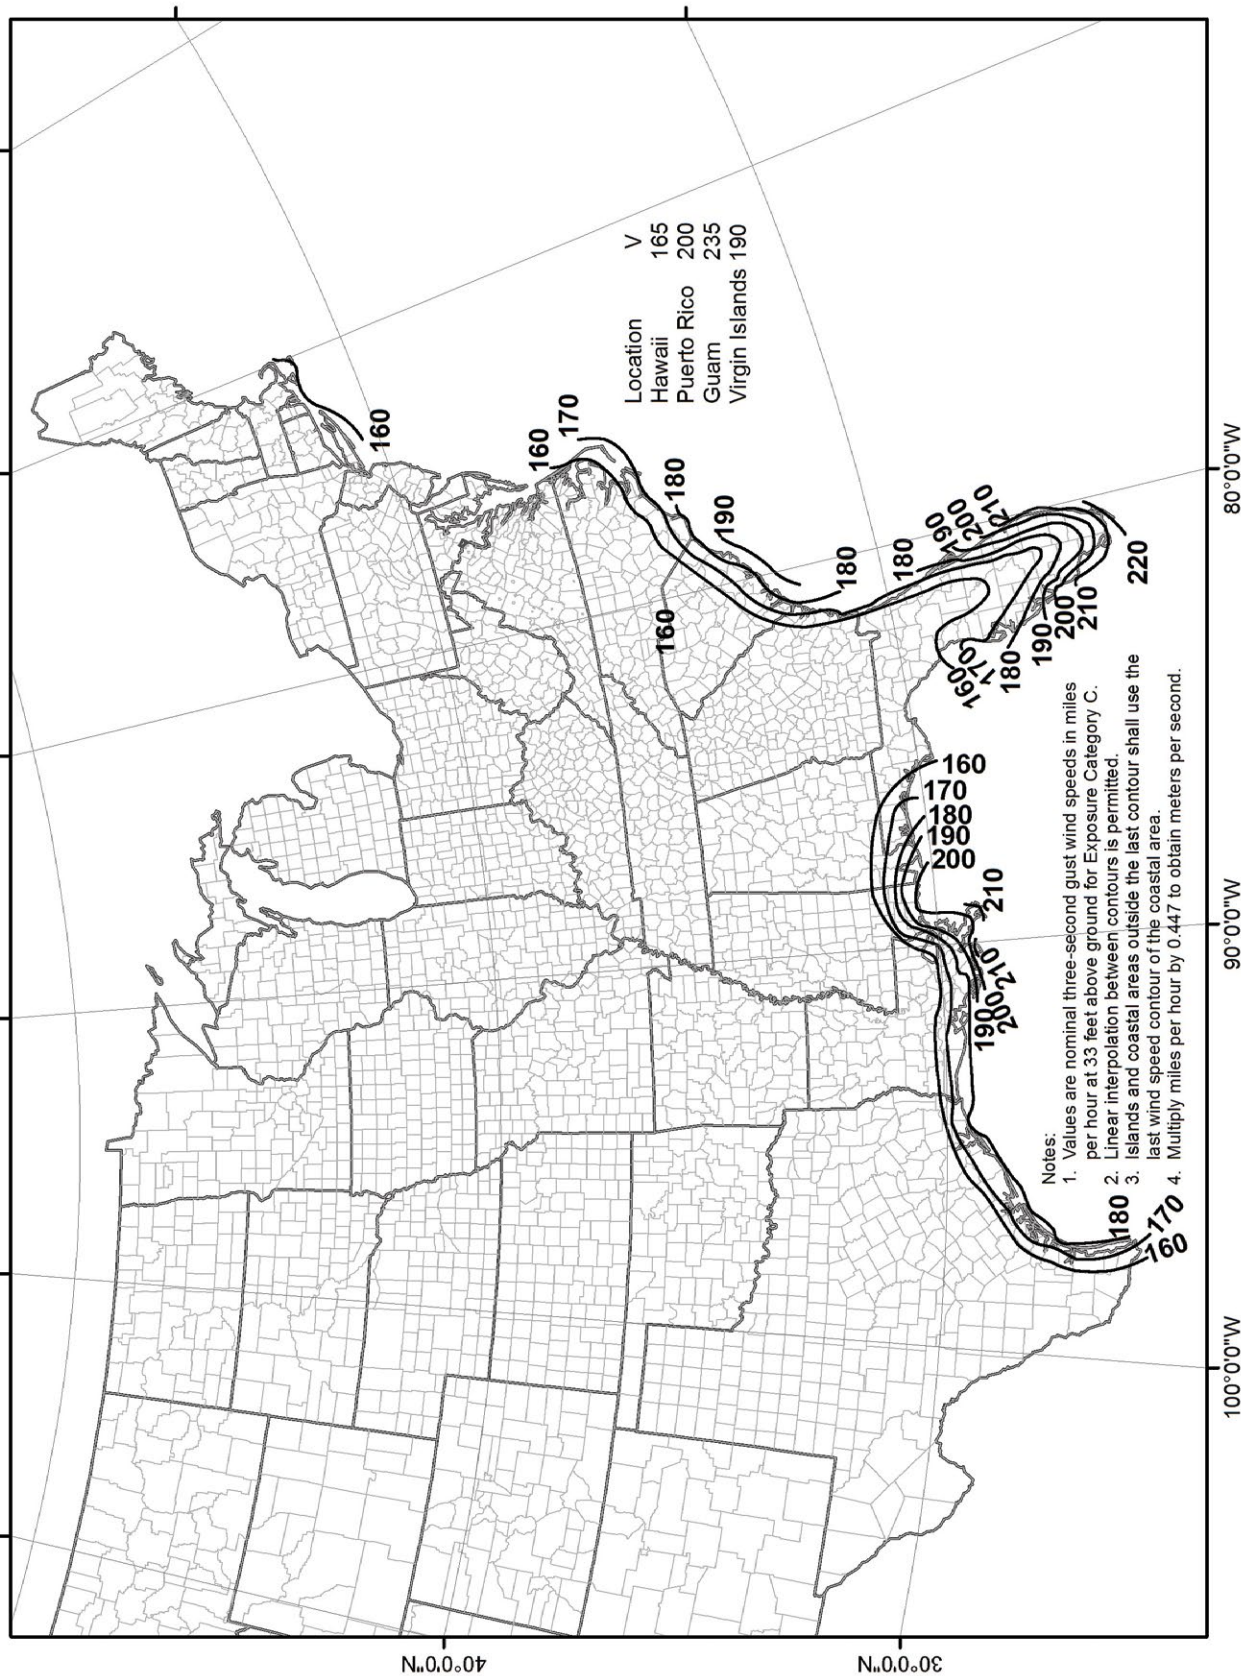 160
40°0'0"N
160
170
Location V
Hawaii 165
Puerto Rico 200
Guam 235
Virgin Islands 190
160
180
190
180
180
190
200
210
30°0'0"N
160
170
180
190
200
210
160
170
180
190
200
210
220
190
200
210
Notes:
1. Values are nominal three-second gust wind speeds in miles
per hour at 33 feet above ground for Exposure Category C.
2. Linear interpolation between contours is permitted.
3. Islands and coastal areas outside the last contour shall use the
last wind speed contour of the coastal area.
4. Multiply miles per hour by 0.447 to obtain meters per second.
180
170
160
100°0'0"W
90°0'0"W
80°0'0"W